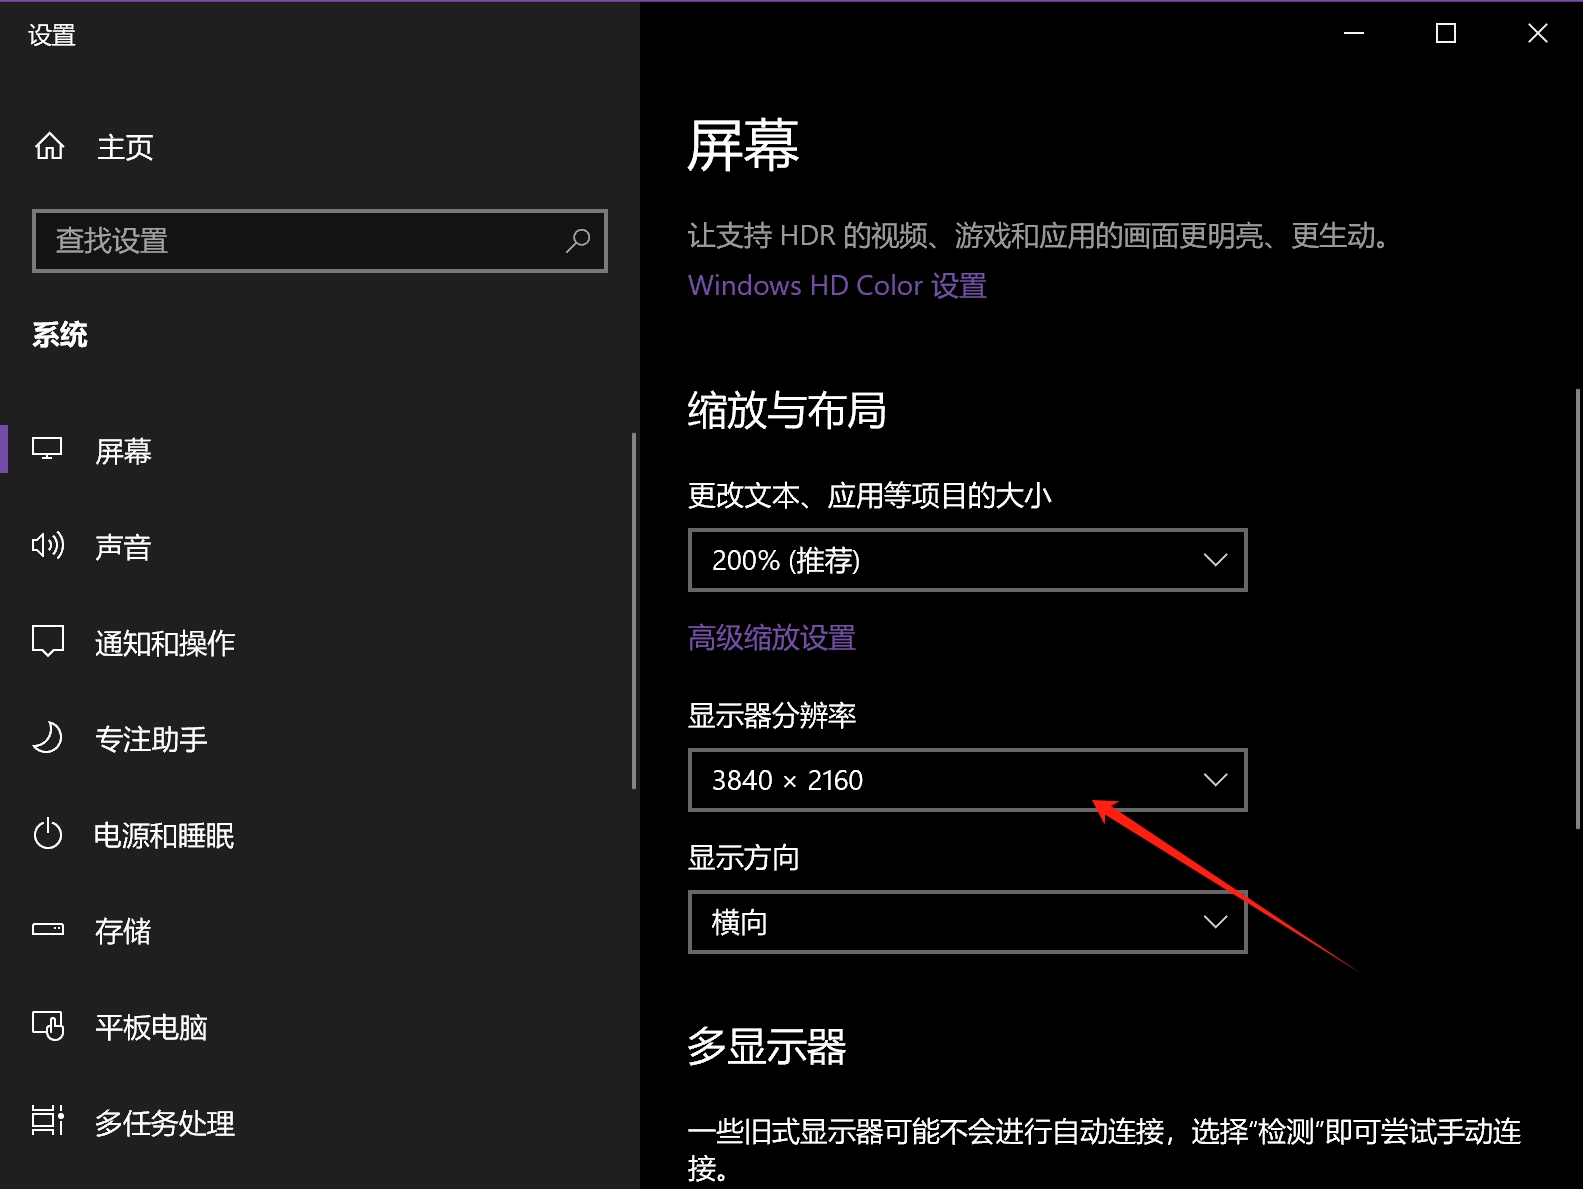 设置
主页
查找设置
系统
屏幕
声音
通知和操作
专注助手
电源和睡眠
存储
平板电脑
多任务处理
屏幕
让支持 HDR 的视频、游戏和应用的画面更明亮、更生动。
Windows HD Color 设置
缩放与布局
更改文本、应用等项目的大小
200% (推荐)
高级缩放设置
显示器分辨率
3840 × 2160
显示方向
横向
多显示器
一些旧式显示器可能不会进行自动连接，选择“检测”即可尝试手动连
接。